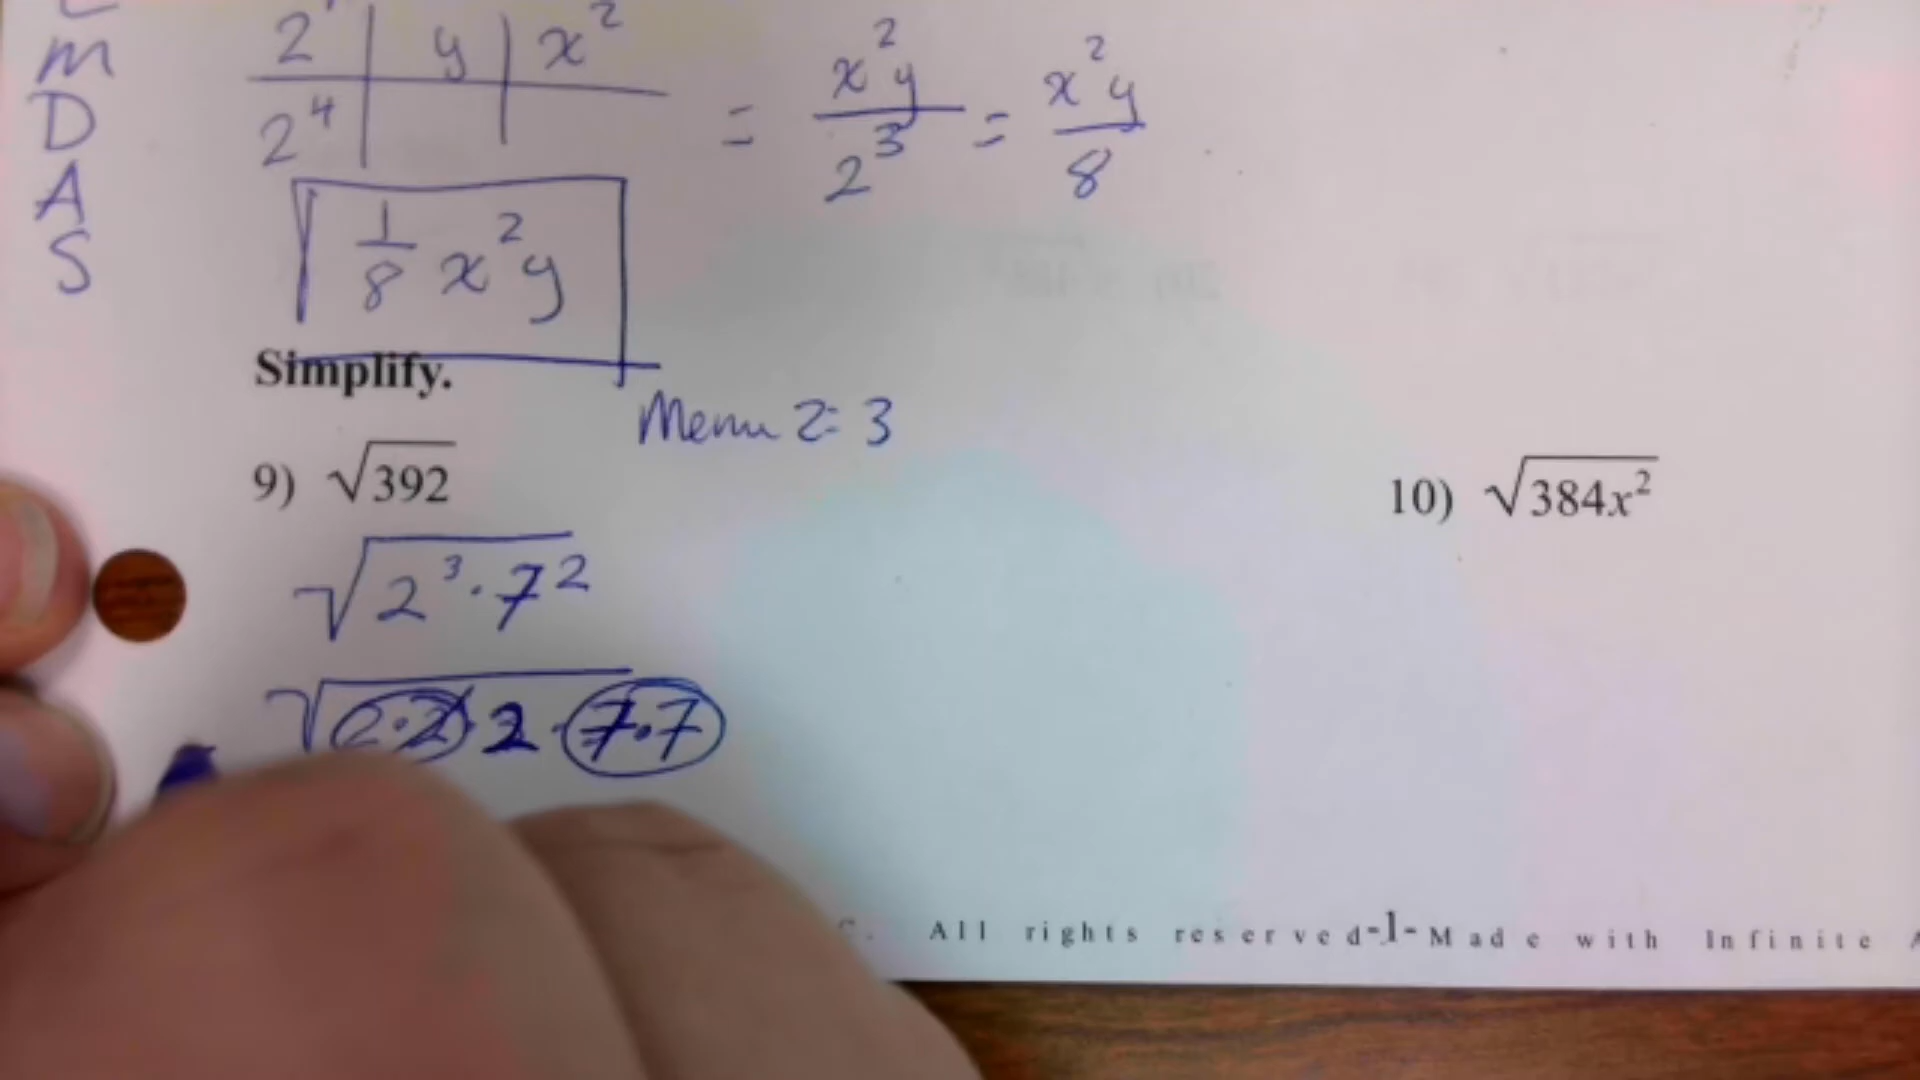 M
D
A
S
2 | y | x²
2⁴
= x²y / 2³ = x²y / 8
1/8 x²y
Simplify.
Menu 2: 3
9) √392
10) √384x²
√2³·7²
√2·2·2·7·7
All rights reserved -1- Made with Infinite